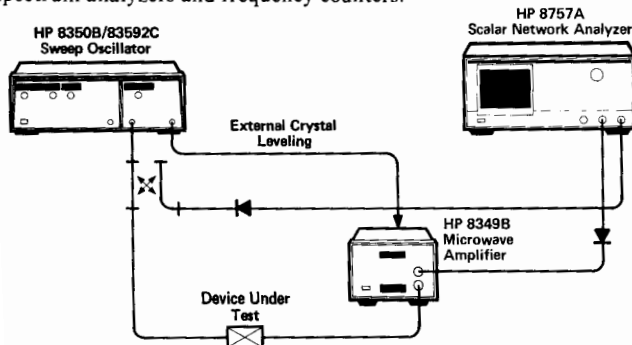 spectrum analyzers and frequency counters.
HP 8350B/83592C
Sweep Oscillator
HP 8757A
Scalar Network Analyzer
External Crystal
Leveling
HP 8349B
Microwave
Amplifier
Device Under
Test